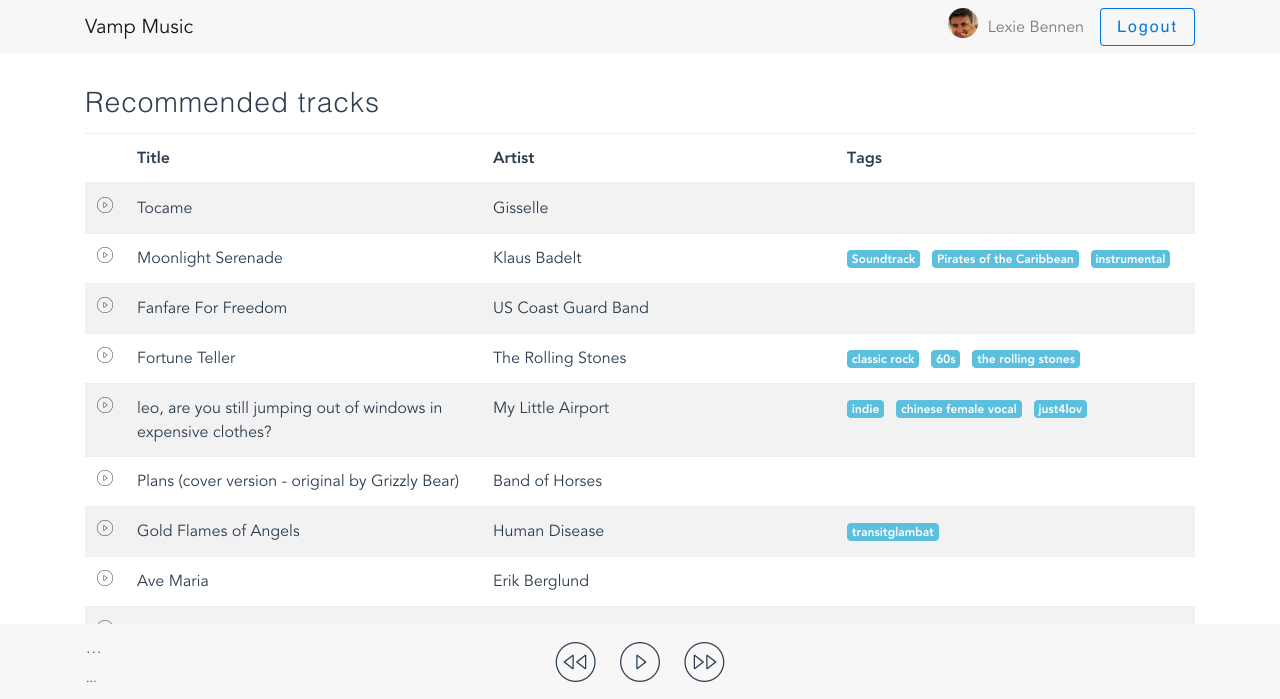 Vamp Music
Lexie Bennen
Logout
Recommended tracks
Title Artist Tags
Tocame Gisselle
Moonlight Serenade Klaus Badelt Soundtrack Pirates of the Caribbean instrumental
Fanfare For Freedom US Coast Guard Band
Fortune Teller The Rolling Stones classic rock 60s the rolling stones
leo, are you still jumping out of windows in My Little Airport indie chinese female vocal just4lov
expensive clothes?
Plans (cover version - original by Grizzly Bear) Band of Horses
Gold Flames of Angels Human Disease transitglambat
Ave Maria Erik Berglund
...
...